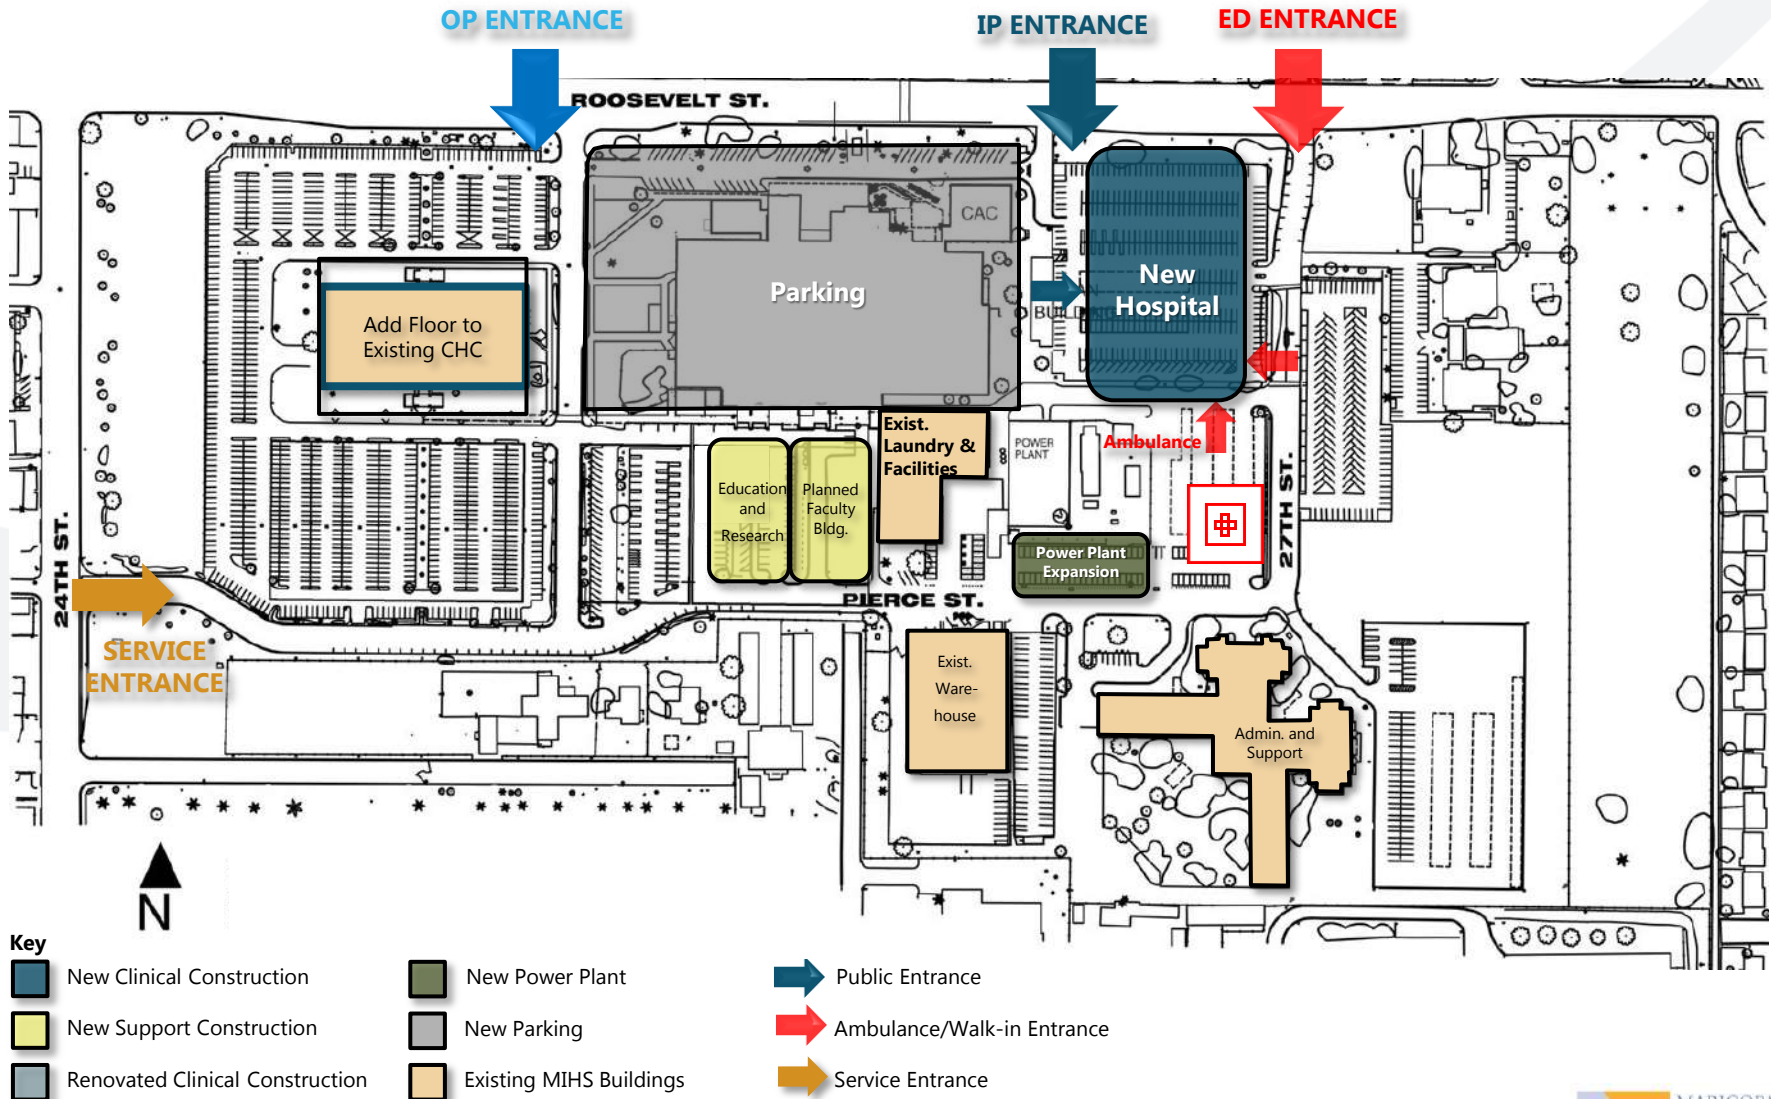 OP ENTRANCE
IP ENTRANCE
ED ENTRANCE
ROOSEVELT ST.
CAC
Parking
New
Hospital
Add Floor to
Existing CHC
Exist.
Laundry &
Facilities
POWER
PLANT
Ambulance
Education
and
Research
Planned
Faculty
Bldg.
Power Plant
Expansion
24TH ST.
27TH ST.
PIERCE ST.
SERVICE
ENTRANCE
Exist.
Ware-
house
Admin. and
Support
N
Key
New Clinical Construction
New Power Plant
Public Entrance
New Support Construction
New Parking
Ambulance/Walk-in Entrance
Renovated Clinical Construction
Existing MIHS Buildings
Service Entrance